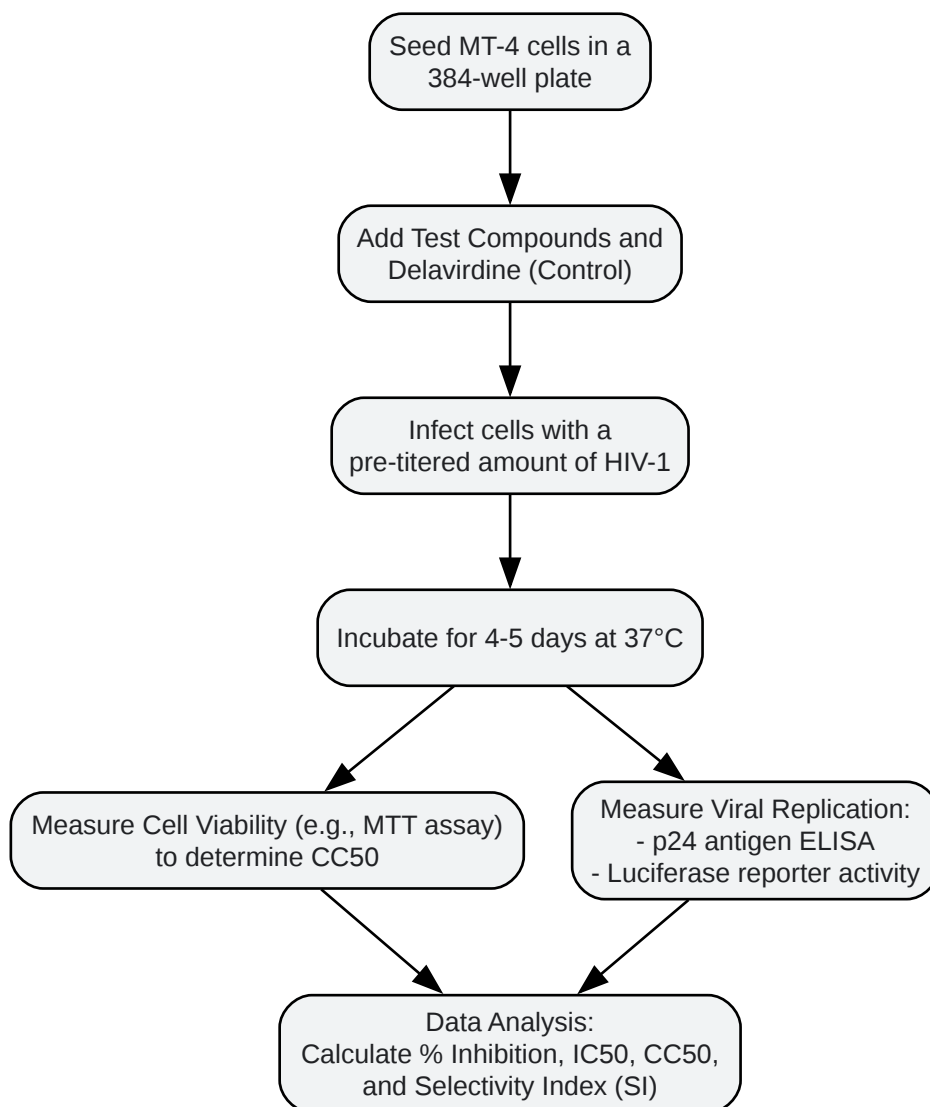 Seed MT-4 cells in a
384-well plate
Add Test Compounds and
Delavirdine (Control)
Infect cells with a
pre-titered amount of HIV-1
Incubate for 4-5 days at 37°C
Measure Cell Viability (e.g., MTT assay)
to determine CC50
Measure Viral Replication:
- p24 antigen ELISA
- Luciferase reporter activity
Data Analysis:
Calculate % Inhibition, IC50, CC50,
and Selectivity Index (SI)